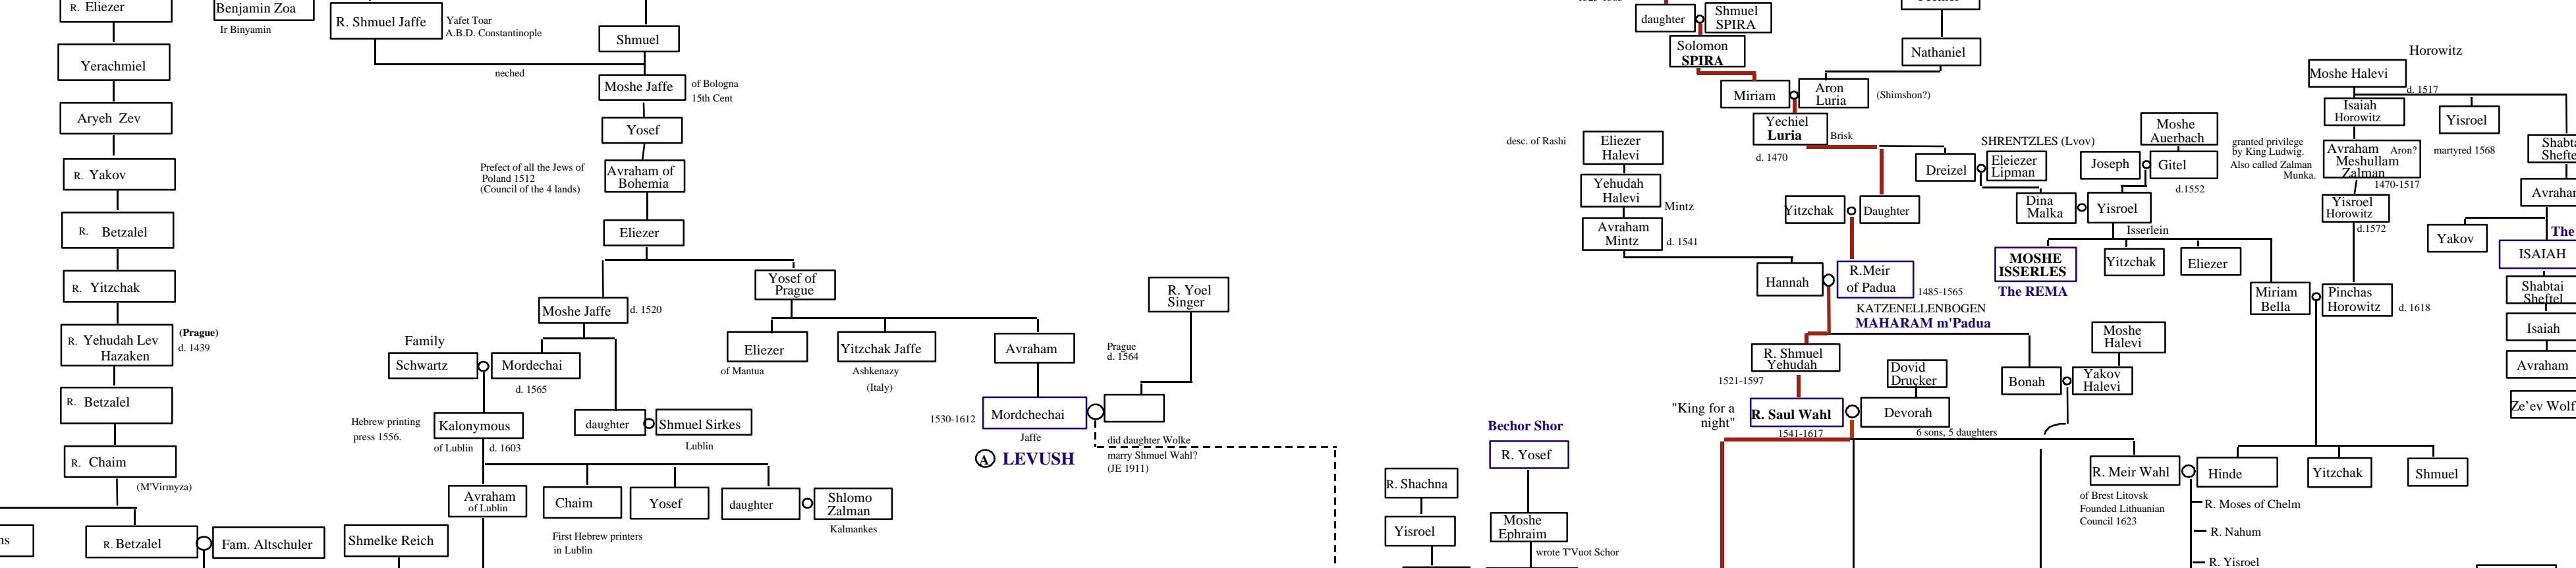 R. Eliezer
Yerachmiel
Aryeh Zev
R. Yakov
R. Betzalel
R. Yitzchak
R. Yehudah Lev
Hazaken
(Prague)
d. 1439
R. Betzalel
R. Chaim
(M'Virmyza)
R. Betzalel
Fam. Altschuler
Benjamin Zoa
Ir Binyamin
R. Shmuel Jaffe
Yafet Toar
A.B.D. Constantinople
neched
Shmuel
Moshe Jaffe
of Bologna
15th Cent
Yosef
Prefect of all the Jews of
Poland 1512
(Council of the 4 lands)
Avraham of
Bohemia
Eliezer
Moshe Jaffe
d. 1520
Yosef of
Prague
Family
Schwartz
Mordechai
d. 1565
Eliezer
of Mantua
Yitzchak Jaffe
Ashkenazy
(Italy)
Avraham
R. Yoel
Singer
Prague
d. 1564
Hebrew printing
press 1556.
Kalonymous
of Lublin
d. 1603
daughter
Shmuel Sirkes
Lublin
1530-1612
Mordchechai
Jaffe
A LEVUSH
did daughter Wolke
marry Shmuel Wahl?
(JE 1911)
Avraham
of Lublin
Chaim
Yosef
daughter
Shlomo
Zalman
Kalmankes
First Hebrew printers
in Lublin
Shmelke Reich
R. Shachna
Yisroel
Bechor Shor
R. Yosef
Moshe
Ephraim
wrote T'Vuot Schor
daughter
Shmuel
SPIRA
Solomon
SPIRA
Nathaniel
Miriam
Aron
Luria
(Shimshon?)
Yechiel
Luria
Brisk
d. 1470
desc. of Rashi
Eliezer
Halevi
Yehudah
Halevi
Mintz
Avraham
Mintz
d. 1541
Yitzchak
Daughter
Dreizel
SHRENTZLES (Lvov)
Eleiezer
Lipman
Joseph
Moshe
Auerbach
Gitel
d.1552
Dina
Malka
Yisroel
Isserlein
MOSHE
ISSERLES
The REMA
Yitzchak
Eliezer
Miriam
Bella
Pinchas
Horowitz
d. 1618
Hannah
R.Meir
of Padua
1485-1565
KATZENELLENBOGEN
MAHARAM m'Padua
R. Shmuel
Yehudah
1521-1597
Dovid
Drucker
Bonah
Moshe
Halevi
Yakov
Halevi
"King for a
night"
R. Saul Wahl
1541-1617
Devorah
6 sons, 5 daughters
R. Meir Wahl
of Brest Litovsk
Founded Lithuanian
Council 1623
Hinde
Yitzchak
Shmuel
R. Moses of Chelm
R. Nahum
R. Yisroel
Horowitz
Moshe Halevi
d. 1517
Isaiah
Horowitz
Yisroel
martyred 1568
granted privilege
by King Ludwig.
Also called Zalman
Munka.
Avraham Aron?
Meshullam
Zalman
1470-1517
Yisroel
Horowitz
d.1572
Yakov
The
ISAIAH
Shabtai
Sheftel
Isaiah
Avraham
Ze'ev Wolf